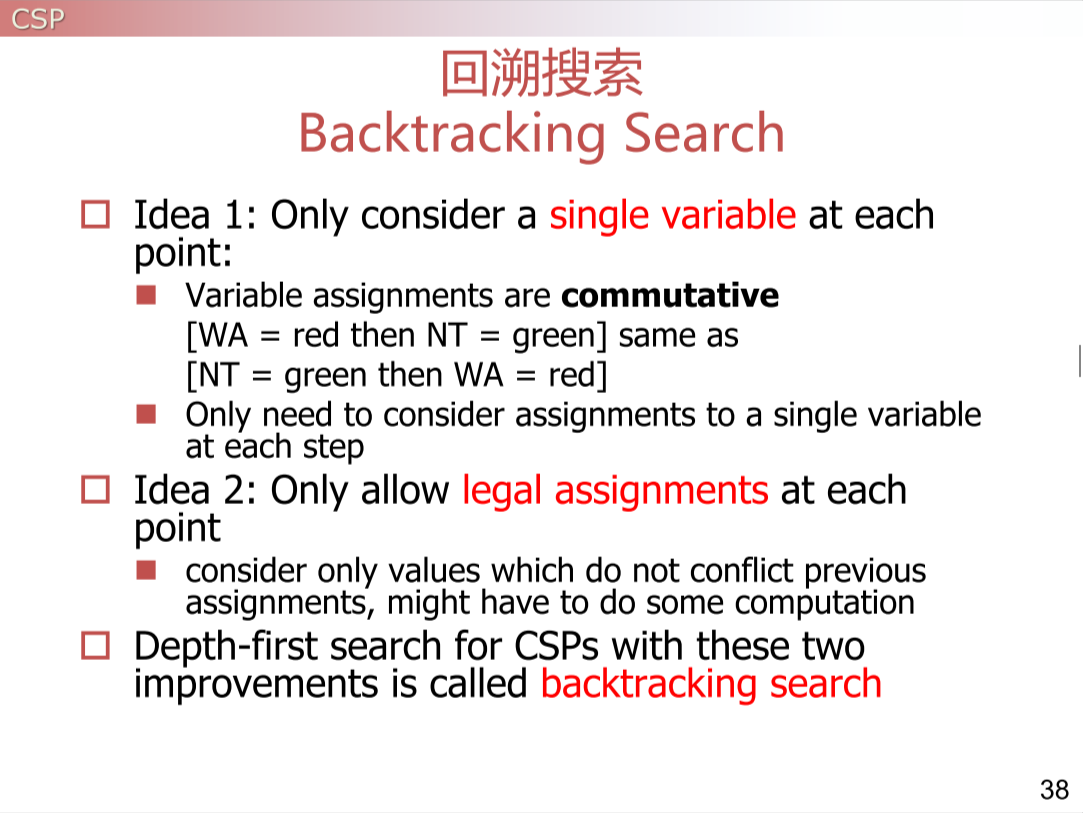 CSP
回溯搜索
Backtracking Search
Idea 1: Only consider a single variable at each
point:
Variable assignments are commutative
[WA = red then NT = green] same as
[NT = green then WA = red]
Only need to consider assignments to a single variable
at each step
Idea 2: Only allow legal assignments at each
point
consider only values which do not conflict previous
assignments, might have to do some computation
Depth-first search for CSPs with these two
improvements is called backtracking search
38